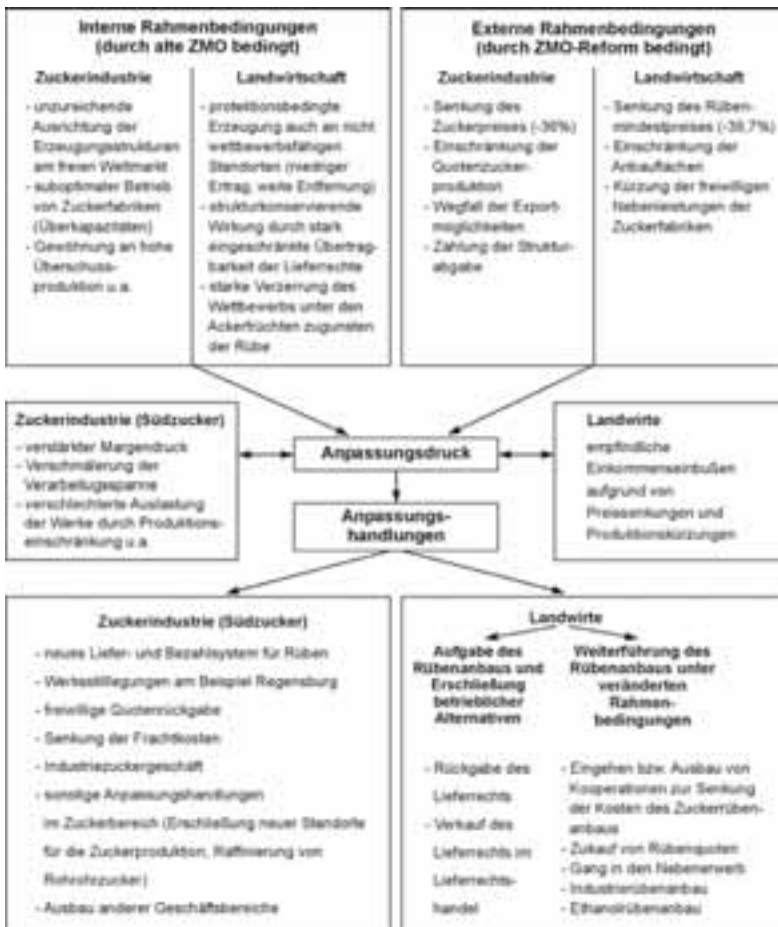 Interne Rahmenbedingungen
(durch alte ZMO bedingt)
Zuckerindustrie
- unzureichende
Ausrichtung der
Erzeugungsstrukturen
am freien Weltmarkt
- suboptimaler Betrieb
von Zuckerfabriken
(Überkapazitäten)
- Gewöhnung an hohe
Überschuss-
produktion u.a.
Landwirtschaft
- protektionsbedingte
Erzeugung auch an nicht
wettbewerbsfähigen
Standorten (niedriger
Ertrag, weite Entfernung)
- strukturkonservierende
Wirkung durch stark
eingeschränkte Übertrag-
barkeit der Lieferrechte
- starke Verzerrung des
Wettbewerbs unter den
Ackerfrüchten zugunsten
der Rübe
Externe Rahmenbedingungen
(durch ZMO-Reform bedingt)
Zuckerindustrie
- Senkung des
Zuckerpreises (-36%)
- Einschränkung der
Quotenzucker-
produktion
- Wegfall der Export-
möglichkeiten
- Zahlung der Struktur-
abgabe
Landwirtschaft
- Senkung des Rüben-
mindestpreises (-39,7%)
- Einschränkung der
Anbauflächen
- Kürzung der freiwilligen
Nebenleistungen der
Zuckerfabriken
Zuckerindustrie (Südzucker)
- verstärkter Margendruck
- Verschmälerung der
Verarbeitungsspanne
- verschlechterte Auslastung
der Werke durch Produktions-
einschränkung u.a.
Anpassungsdruck
Anpassungs-
handlungen
Landwirte
empfindliche
Einkommenseinbußen
aufgrund von
Preissenkungen und
Produktionskürzungen
Zuckerindustrie (Südzucker)
- neues Liefer- und Bezahlsystem für Rüben
- Werksstilllegungen am Beispiel Regensburg
- freiwillige Quotenrückgabe
- Senkung der Frachtkosten
- Industriezuckergeschäft
- sonstige Anpassungshandlungen
im Zuckerbereich (Erschließung neuer Standorte
für die Zuckerproduktion, Raffinierung von
Rohrohzucker)
- Ausbau anderer Geschäftsbereiche
Landwirte
Aufgabe des
Rübenanbaus und
Erschließung
betrieblicher
Alternativen
- Rückgabe des
Lieferrechts
- Verkauf des
Lieferrechts im
Lieferrechts-
handel
Weiterführung des
Rübenanbaus unter
veränderten
Rahmen-
bedingungen
- Eingehen bzw. Ausbau von
Kooperationen zur Senkung
der Kosten des Zuckerrüben-
anbaus
- Zukauf von Rübenquoten
- Gang in den Nebenerwerb
- Industrierübenanbau
- Ethanolrübenanbau